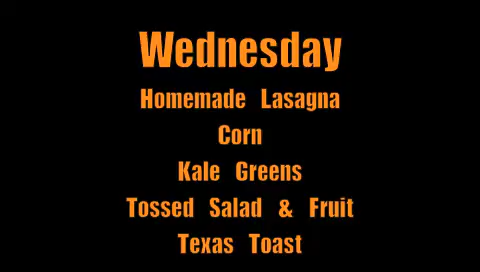 Wednesday
Homemade Lasagna
Corn
Kale Greens
Tossed Salad & Fruit
Texas Toast